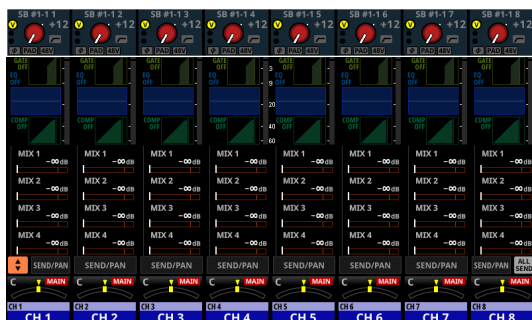 SB #1-1 1 SB #1-1 2 SB #1-1 3 SB #1-1 4 SB #1-1 5 SB #1-1 6 SB #1-1 7 SB #1-1 8
V +12 V +12 V +12 V +12 V +12 V +12 V +12 V +12
Φ PAD 48V Φ PAD 48V Φ PAD 48V Φ PAD 48V Φ PAD 48V Φ PAD 48V Φ PAD 48V Φ PAD 48V
GATE GATE GATE GATE GATE GATE GATE GATE
OFF OFF OFF OFF 3 OFF OFF OFF OFF
EQ EQ EQ EQ EQ EQ EQ EQ
OFF OFF OFF OFF 9 OFF OFF OFF OFF
20
COMP COMP COMP COMP 40 COMP COMP COMP COMP
OFF OFF OFF OFF OFF OFF OFF OFF
60
MIX 1 MIX 1 MIX 1 MIX 1 MIX 1 MIX 1 MIX 1 MIX 1
-∞dB -∞dB -∞dB -∞dB -∞dB -∞dB -∞dB -∞dB
MIX 2 MIX 2 MIX 2 MIX 2 MIX 2 MIX 2 MIX 2 MIX 2
-∞dB -∞dB -∞dB -∞dB -∞dB -∞dB -∞dB -∞dB
MIX 3 MIX 3 MIX 3 MIX 3 MIX 3 MIX 3 MIX 3 MIX 3
-∞dB -∞dB -∞dB -∞dB -∞dB -∞dB -∞dB -∞dB
MIX 4 MIX 4 MIX 4 MIX 4 MIX 4 MIX 4 MIX 4 MIX 4
-∞dB -∞dB -∞dB -∞dB -∞dB -∞dB -∞dB -∞dB
SEND/PAN SEND/PAN SEND/PAN SEND/PAN SEND/PAN SEND/PAN SEND/PAN SEND/PAN ALL SEND
C MAIN C MAIN C MAIN C MAIN C MAIN C MAIN C MAIN C MAIN
CH 1 CH 2 CH 3 CH 4 CH 5 CH 6 CH 7 CH 8
CH 1 CH 2 CH 3 CH 4 CH 5 CH 6 CH 7 CH 8